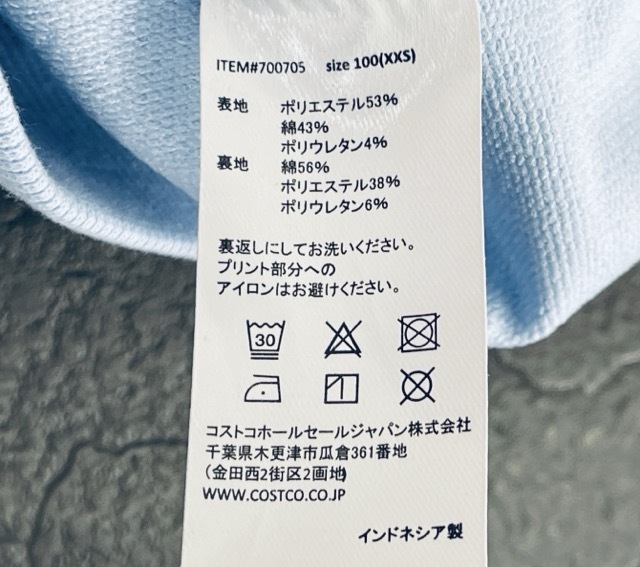 ITEM#700705 size 100(XXS)
表地 ポリエステル53%
綿43%
ポリウレタン4%
裏地 綿56%
ポリエステル38%
ポリウレタン6%
裏返しにしてお洗いください。
プリント部分への
アイロンはお避けください。
30
コストコホールセールジャパン株式会社
千葉県木更津市瓜倉361番地
(金田西2街区2画地)
WWW.COSTCO.CO.JP
インドネシア製